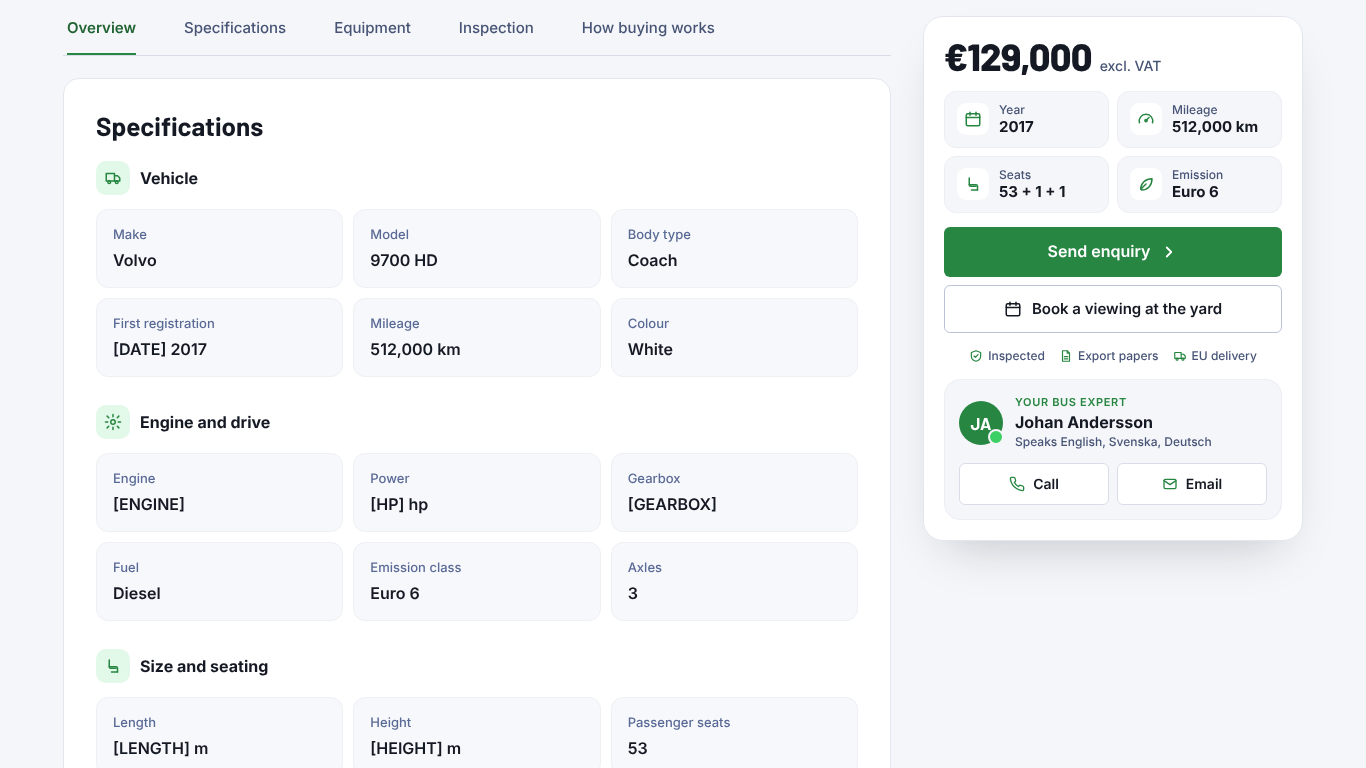 Overview
Specifications
Equipment
Inspection
How buying works
Specifications
Vehicle
Make
Volvo
Model
9700 HD
Body type
Coach
First registration
[DATE] 2017
Mileage
512,000 km
Colour
White
Engine and drive
Engine
[ENGINE]
Power
[HP] hp
Gearbox
[GEARBOX]
Fuel
Diesel
Emission class
Euro 6
Axles
3
Size and seating
Length
[LENGTH] m
Height
[HEIGHT] m
Passenger seats
53
€129,000 excl. VAT
Year
2017
Mileage
512,000 km
Seats
53 + 1 + 1
Emission
Euro 6
Send enquiry
Book a viewing at the yard
Inspected
Export papers
EU delivery
JA
YOUR BUS EXPERT
Johan Andersson
Speaks English, Svenska, Deutsch
Call
Email